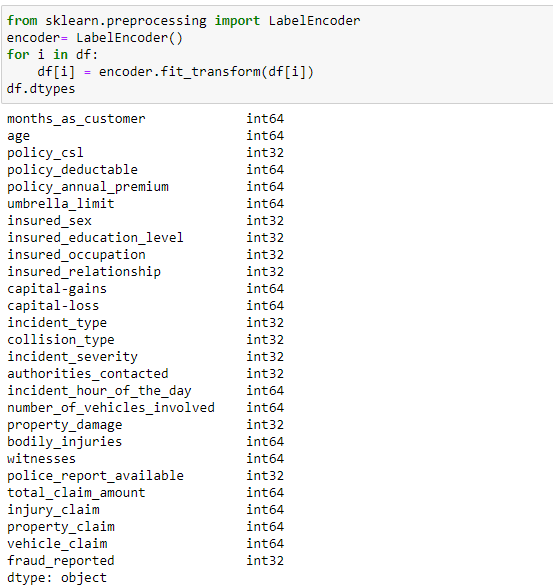 from sklearn.preprocessing import LabelEncoder
encoder= LabelEncoder()
for i in df:
    df[i] = encoder.fit_transform(df[i])
df.dtypes
months_as_customer int64
age int64
policy_csl int32
policy_deductable int64
policy_annual_premium int64
umbrella_limit int64
insured_sex int32
insured_education_level int32
insured_occupation int32
insured_relationship int32
capital-gains int64
capital-loss int64
incident_type int32
collision_type int32
incident_severity int32
authorities_contacted int32
incident_hour_of_the_day int64
number_of_vehicles_involved int64
property_damage int32
bodily_injuries int64
witnesses int64
police_report_available int32
total_claim_amount int64
injury_claim int64
property_claim int64
vehicle_claim int64
fraud_reported int32
dtype: object